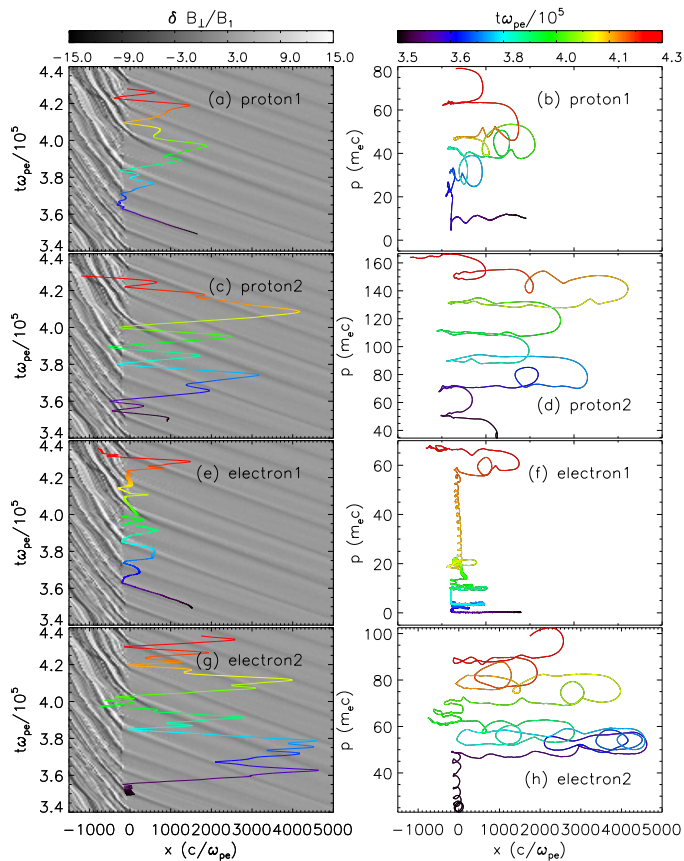 δ B⊥/B1
tωpe/10^5
−15.0 −9.0 −3.0 3.0 9.0 15.0
3.5 3.6 3.8 4.0 4.1 4.3
4.4
4.2
4.0
3.8
3.6
3.4
tωpe/10^5
(a) proton1
80
60
40
20
0
p (mec)
(b) proton1
4.4
4.2
4.0
3.8
3.6
3.4
tωpe/10^5
(c) proton2
160
140
120
100
80
60
40
p (mec)
(d) proton2
4.4
4.2
4.0
3.8
3.6
3.4
tωpe/10^5
(e) electron1
60
40
20
0
p (mec)
(f) electron1
4.4
4.2
4.0
3.8
3.6
3.4
tωpe/10^5
(g) electron2
100
80
60
40
p (mec)
(h) electron2
−1000 0 1000 2000 3000 4000 5000
x (c/ωpe)
−1000 0 1000 2000 3000 4000 5000
x (c/ωpe)